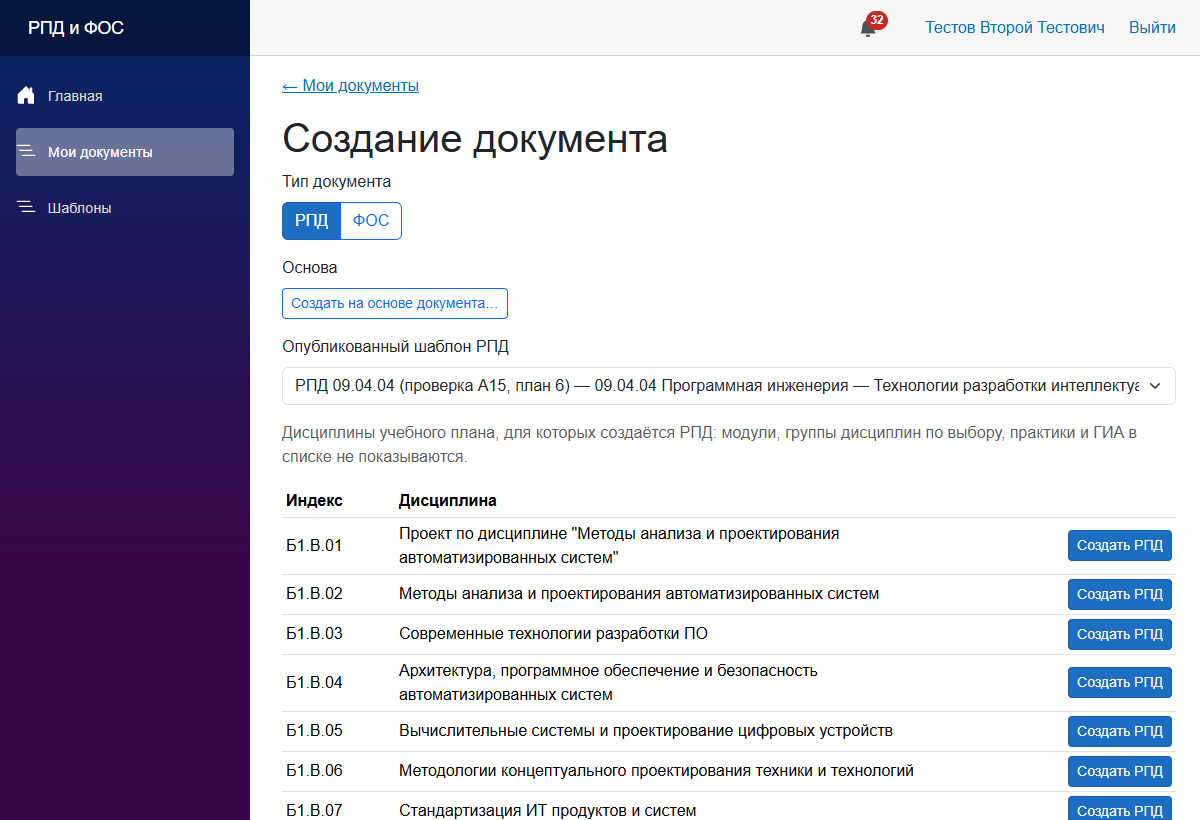 РПД и ФОС
32
Тестов Второй Тестович
Выйти
Главная
Мои документы
Шаблоны
← Мои документы
Создание документа
Тип документа
РПД
ФОС
Основа
Создать на основе документа...
Опубликованный шаблон РПД
РПД 09.04.04 (проверка А15, план 6) — 09.04.04 Программная инженерия — Технологии разработки интеллектуа
Дисциплины учебного плана, для которых создаётся РПД: модули, группы дисциплин по выбору, практики и ГИА в
списке не показываются.
Индекс Дисциплина
Б1.В.01 Проект по дисциплине "Методы анализа и проектирования
автоматизированных систем" Создать РПД
Б1.В.02 Методы анализа и проектирования автоматизированных систем Создать РПД
Б1.В.03 Современные технологии разработки ПО Создать РПД
Б1.В.04 Архитектура, программное обеспечение и безопасность
автоматизированных систем Создать РПД
Б1.В.05 Вычислительные системы и проектирование цифровых устройств Создать РПД
Б1.В.06 Методологии концептуального проектирования техники и технологий Создать РПД
Б1.В.07 Стандартизация ИТ продуктов и систем Создать РПД